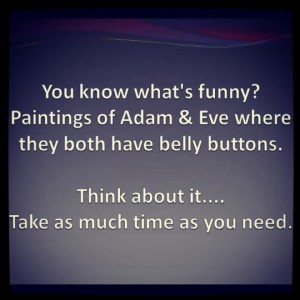 You know what's funny?
Paintings of Adam & Eve where
they both have belly buttons.
Think about it....
Take as much time as you need.